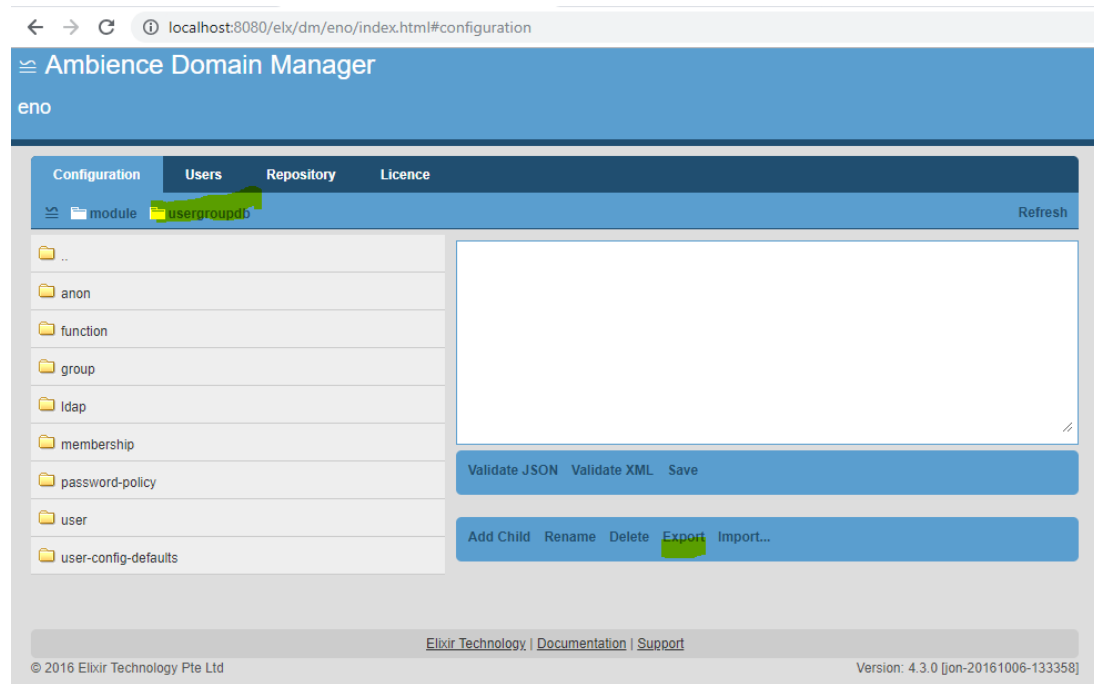 localhost:8080/elx/dm/eno/index.html#configuration
≌ Ambience Domain Manager
eno
Configuration Users Repository Licence
≌ module usergroupdb Refresh
..
anon
function
group
ldap
membership
password-policy
user
user-config-defaults
Validate JSON Validate XML Save
Add Child Rename Delete Export Import...
Elixir Technology | Documentation | Support
© 2016 Elixir Technology Pte Ltd Version: 4.3.0 [jon-20161006-133358]